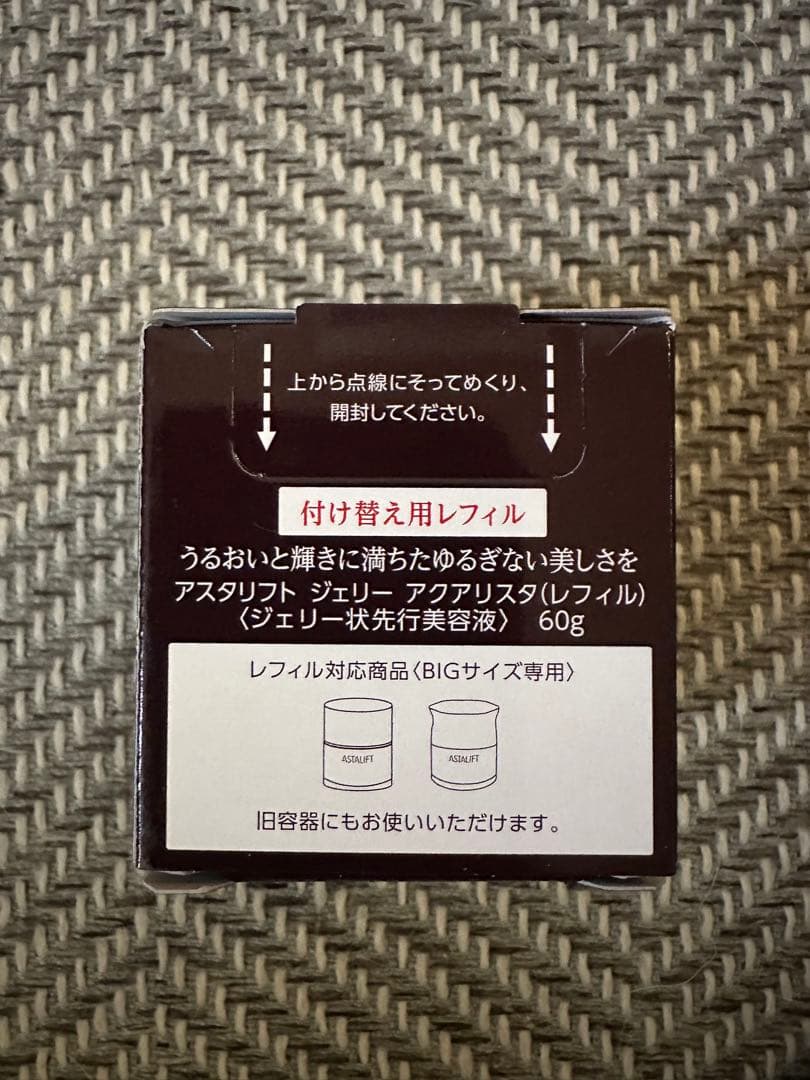 上から点線にそってめくり、
開封してください。
付け替え用レフィル
うるおいと輝きに満ちたゆるぎない美しさを
アスタリフト ジェリー アクアリスタ(レフィル)
〈ジェリー状先行美容液〉 60g
レフィル対応商品〈BIGサイズ専用〉
ASTALIFT ASTALIFT
旧容器にもお使いいただけます。